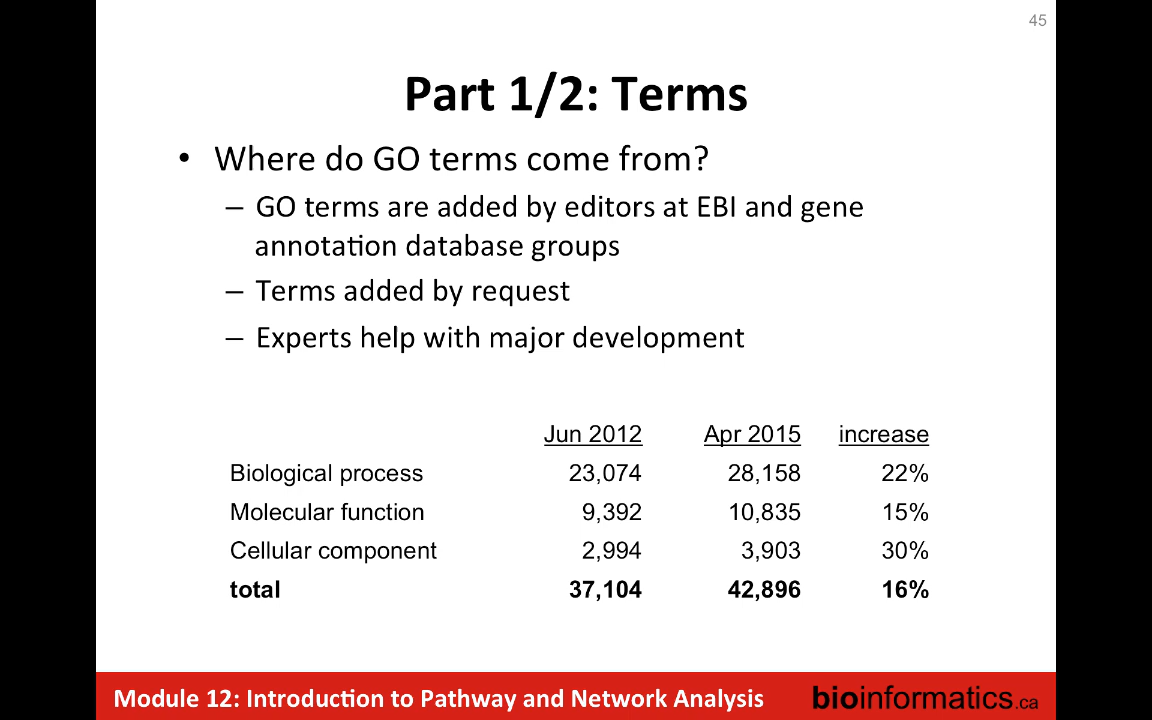 45
Part 1/2: Terms
• Where do GO terms come from?
– GO terms are added by editors at EBI and gene
annotation database groups
– Terms added by request
– Experts help with major development
Jun 2012 Apr 2015 increase
Biological process 23,074 28,158 22%
Molecular function 9,392 10,835 15%
Cellular component 2,994 3,903 30%
total 37,104 42,896 16%
Module 12: Introduction to Pathway and Network Analysis bioinformatics.ca